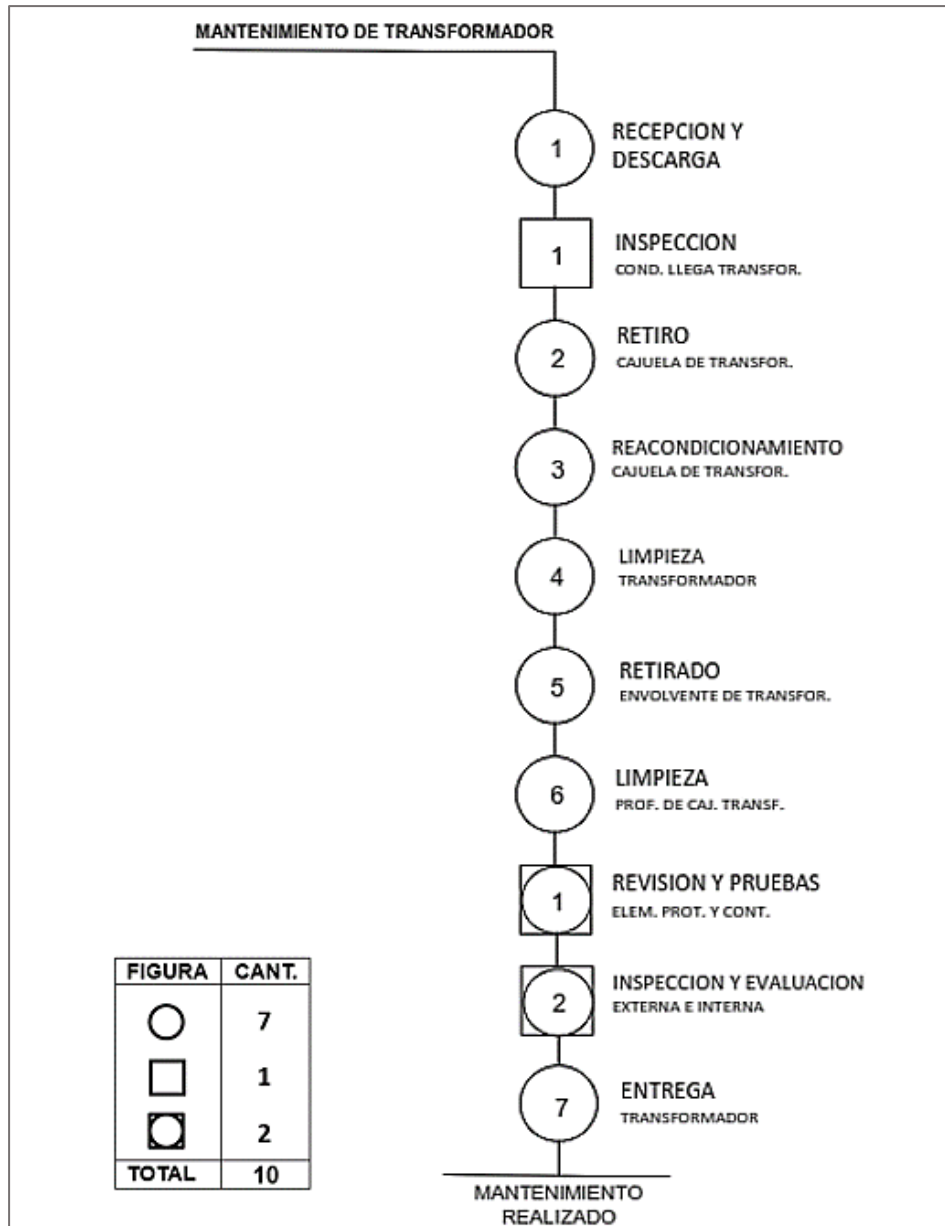 MANTENIMIENTO DE TRANSFORMADOR
1
RECEPCION Y
DESCARGA
1
INSPECCION
COND. LLEGA TRANSFOR.
2
RETIRO
CAJUELA DE TRANSFOR.
3
REACONDICIONAMIENTO
CAJUELA DE TRANSFOR.
4
LIMPIEZA
TRANSFORMADOR
5
RETIRADO
ENVOLVENTE DE TRANSFOR.
6
LIMPIEZA
PROF. DE CAJ. TRANSF.
1
REVISION Y PRUEBAS
ELEM. PROT. Y CONT.
2
INSPECCION Y EVALUACION
EXTERNA E INTERNA
7
ENTREGA
TRANSFORMADOR
MANTENIMIENTO
REALIZADO
FIGURA CANT.
7
1
2
TOTAL 10